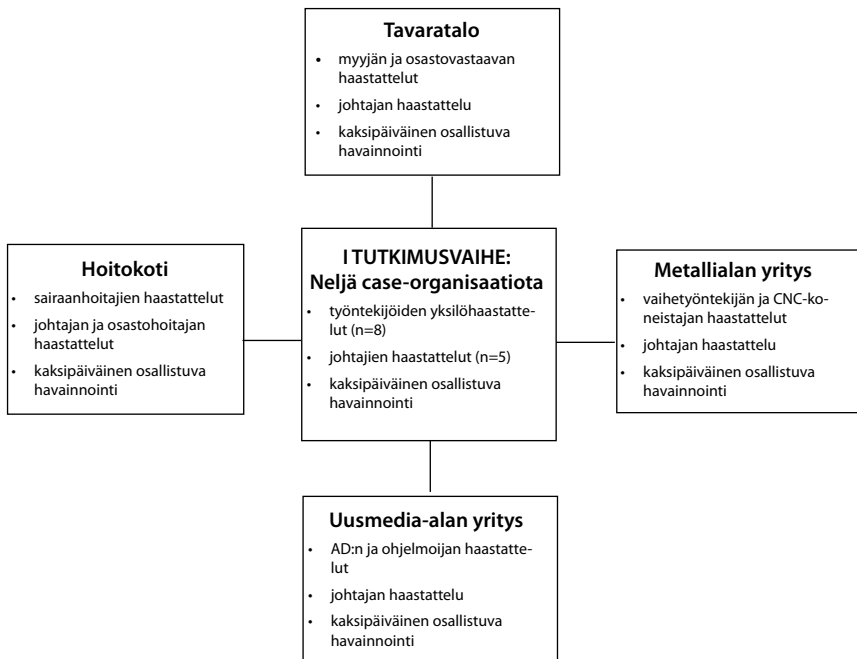 Tavaratalo
• myyjän ja osastovastaavan
haastattelut
• johtajan haastattelu
• kaksipäiväinen osallistuva
havainnointi
Hoitokoti
• sairaanhoitajien haastattelut
• johtajan ja osastohoitajan
haastattelut
• kaksipäiväinen osallistuva
havainnointi
I TUTKIMUSVAIHE:
Neljä case-organisaatiota
• työntekijöiden yksilöhaastatte-
lut (n=8)
• johtajien haastattelut (n=5)
• kaksipäiväinen osallistuva
havainnointi
Metallialan yritys
• vaihetyöntekijän ja CNC-ko-
neistajan haastattelut
• johtajan haastattelu
• kaksipäiväinen osallistuva
havainnointi
Uusmedia-alan yritys
• AD:n ja ohjelmoijan haastatte-
lut
• johtajan haastattelu
• kaksipäiväinen osallistuva
havainnointi